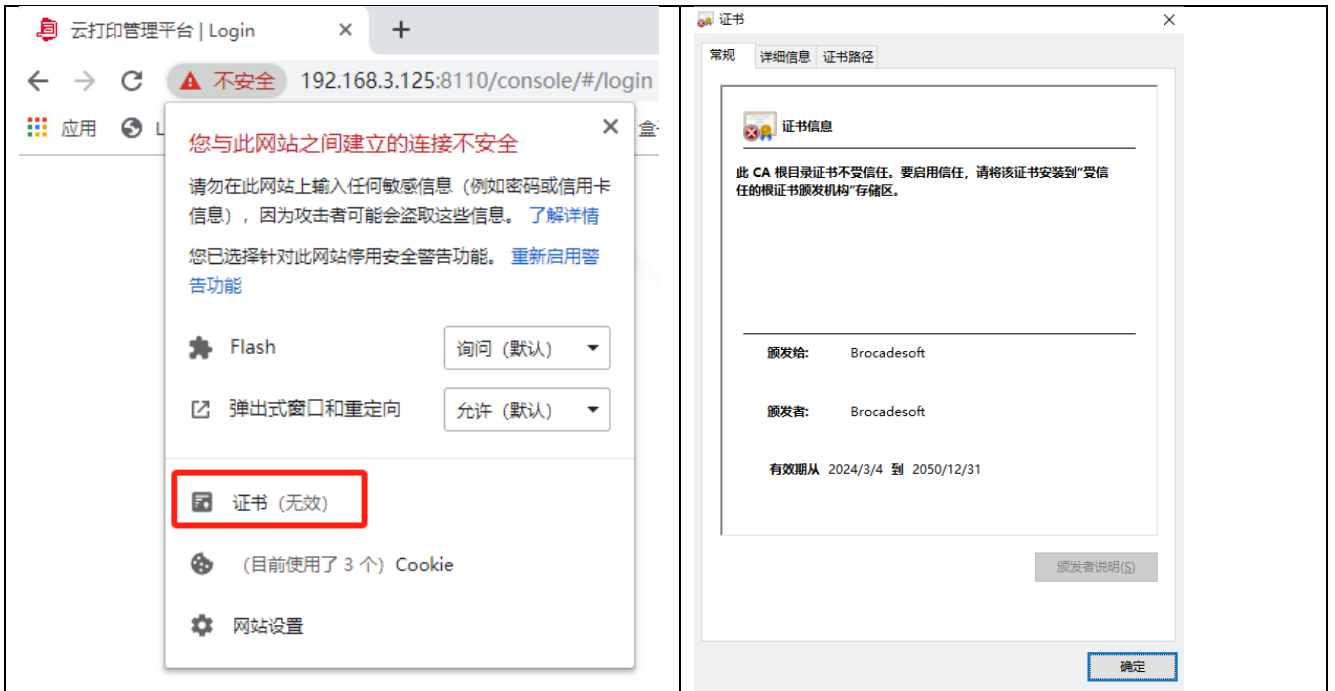 云打印管理平台 | Login
不安全 192.168.3.125:8110/console/#/login
应用
您与此网站之间建立的连接不安全
请勿在此网站上输入任何敏感信息（例如密码或信用卡
信息），因为攻击者可能会盗取这些信息。 了解详情
您已选择针对此网站停用安全警告功能。 重新启用警
告功能
Flash
询问（默认）
弹出式窗口和重定向
允许（默认）
证书（无效）
（目前使用了 3 个）Cookie
网站设置
证书
常规 详细信息 证书路径
证书信息
此 CA 根目录证书不受信任。要启用信任，请将该证书安装到"受信
任的根证书颁发机构"存储区。
颁发给: Brocadesoft
颁发者: Brocadesoft
有效期从 2024/3/4 到 2050/12/31
颁发者说明(S)
确定